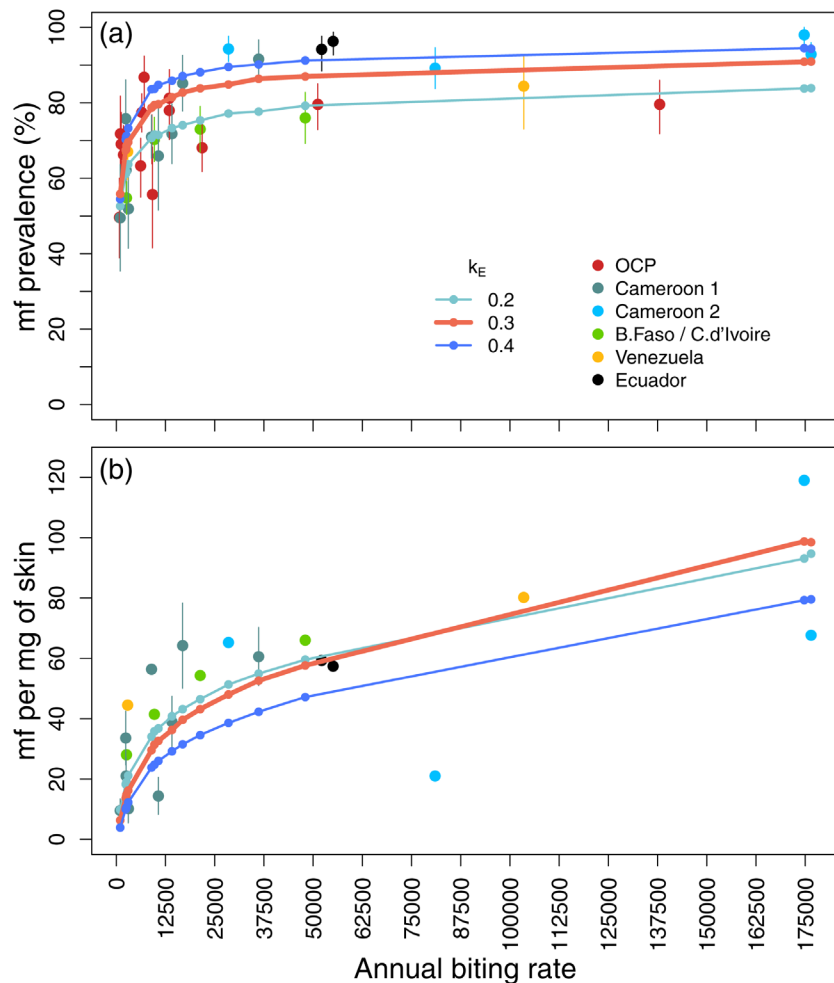 (a)
mf prevalence (%)
100
80
60
40
20
0
k_E
0.2
0.3
0.4
OCP
Cameroon 1
Cameroon 2
B.Faso / C.d'Ivoire
Venezuela
Ecuador
(b)
mf per mg of skin
120
100
80
60
40
20
0
0
12500
25000
37500
50000
62500
75000
87500
100000
112500
125000
137500
150000
162500
175000
Annual biting rate